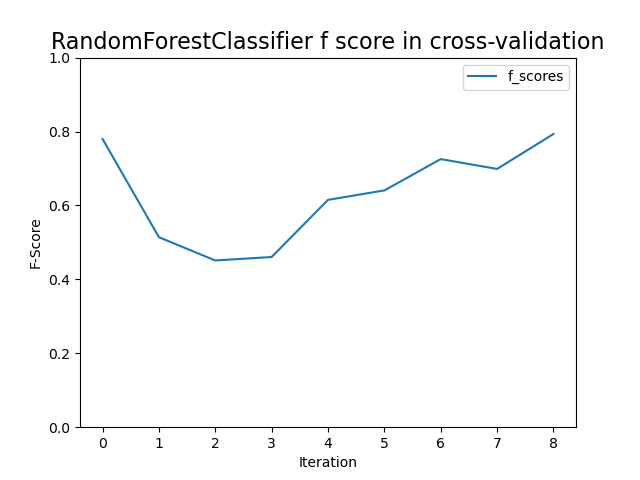 RandomForestClassifier f score in cross-validation
f_scores
1.0
0.8
0.6
0.4
0.2
0.0
F-Score
0 1 2 3 4 5 6 7 8
Iteration